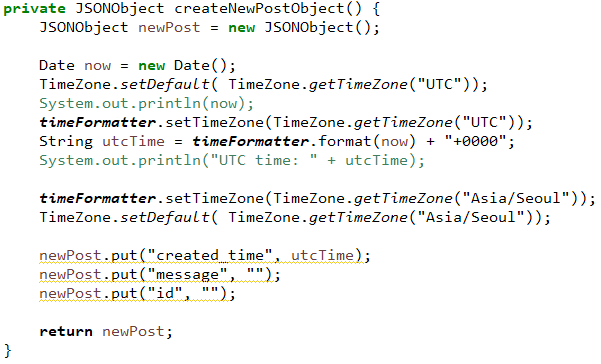 private JSONObject createNewPostObject() {
    JSONObject newPost = new JSONObject();

    Date now = new Date();
    TimeZone.setDefault( TimeZone.getTimeZone("UTC"));
    System.out.println(now);
    timeFormatter.setTimeZone(TimeZone.getTimeZone("UTC"));
    String utcTime = timeFormatter.format(now) + "+0000";
    System.out.println("UTC time: " + utcTime);

    timeFormatter.setTimeZone(TimeZone.getTimeZone("Asia/Seoul"));
    TimeZone.setDefault( TimeZone.getTimeZone("Asia/Seoul"));

    newPost.put("created_time", utcTime);
    newPost.put("message", "");
    newPost.put("id", "");

    return newPost;
}